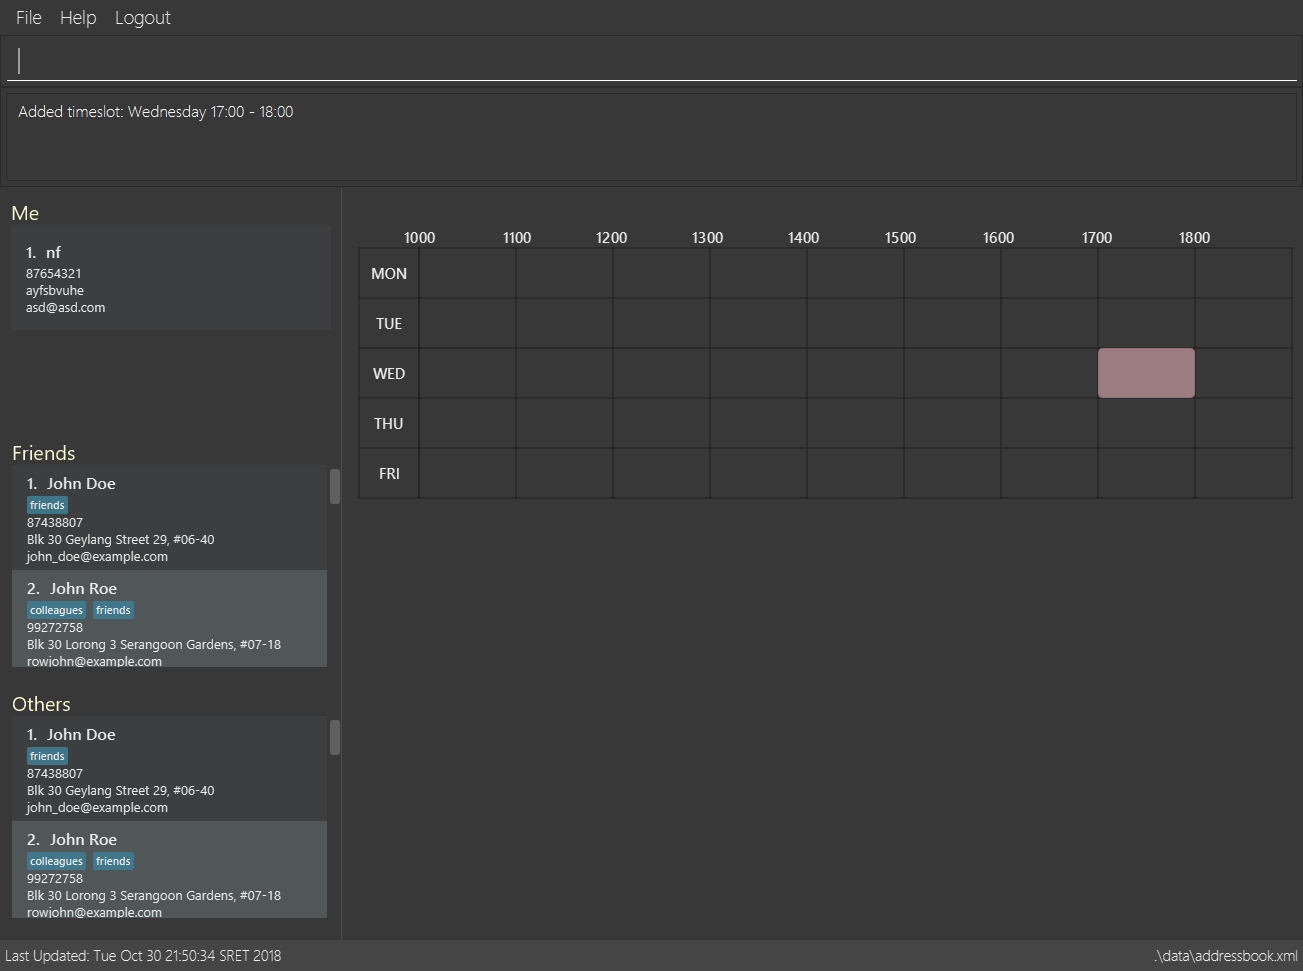 File Help Logout
Added timeslot: Wednesday 17:00 - 18:00
Me
1. nf
87654321
ayfsbvuhe
asd@asd.com
Friends
1. John Doe
friends
87438807
Blk 30 Geylang Street 29, #06-40
john_doe@example.com
2. John Roe
colleagues friends
99272758
Blk 30 Lorong 3 Serangoon Gardens, #07-18
rowjohn@example.com
Others
1. John Doe
friends
87438807
Blk 30 Geylang Street 29, #06-40
john_doe@example.com
2. John Roe
colleagues friends
99272758
Blk 30 Lorong 3 Serangoon Gardens, #07-18
rowjohn@example.com
1000 1100 1200 1300 1400 1500 1600 1700 1800
MON
TUE
WED
THU
FRI
Last Updated: Tue Oct 30 21:50:34 SRET 2018
.\data\addressbook.xml